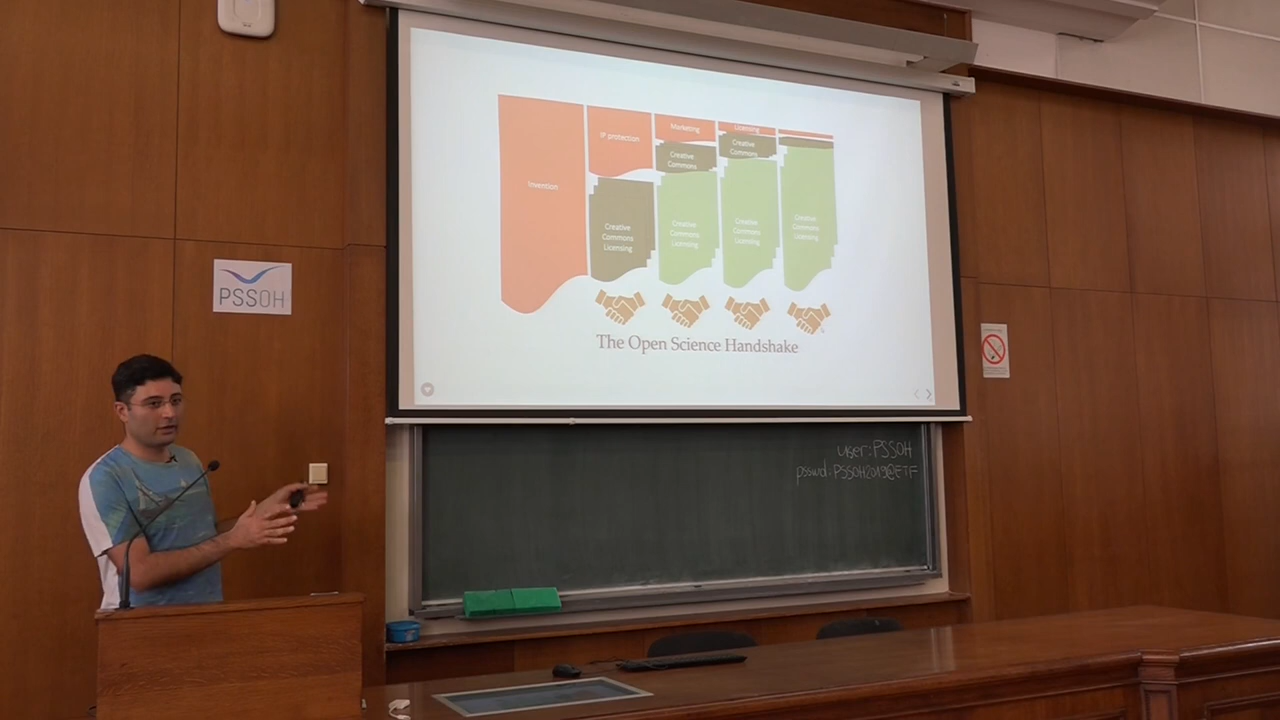 Invention
IP protection
Marketing
Licensing
Creative
Commons
Creative
Commons
Creative
Commons
Licensing
Creative
Commons
Licensing
Creative
Commons
Licensing
Creative
Commons
Licensing
The Open Science Handshake
PSSOH
user:PSSOH
psswd:PSSOH2019@ETF